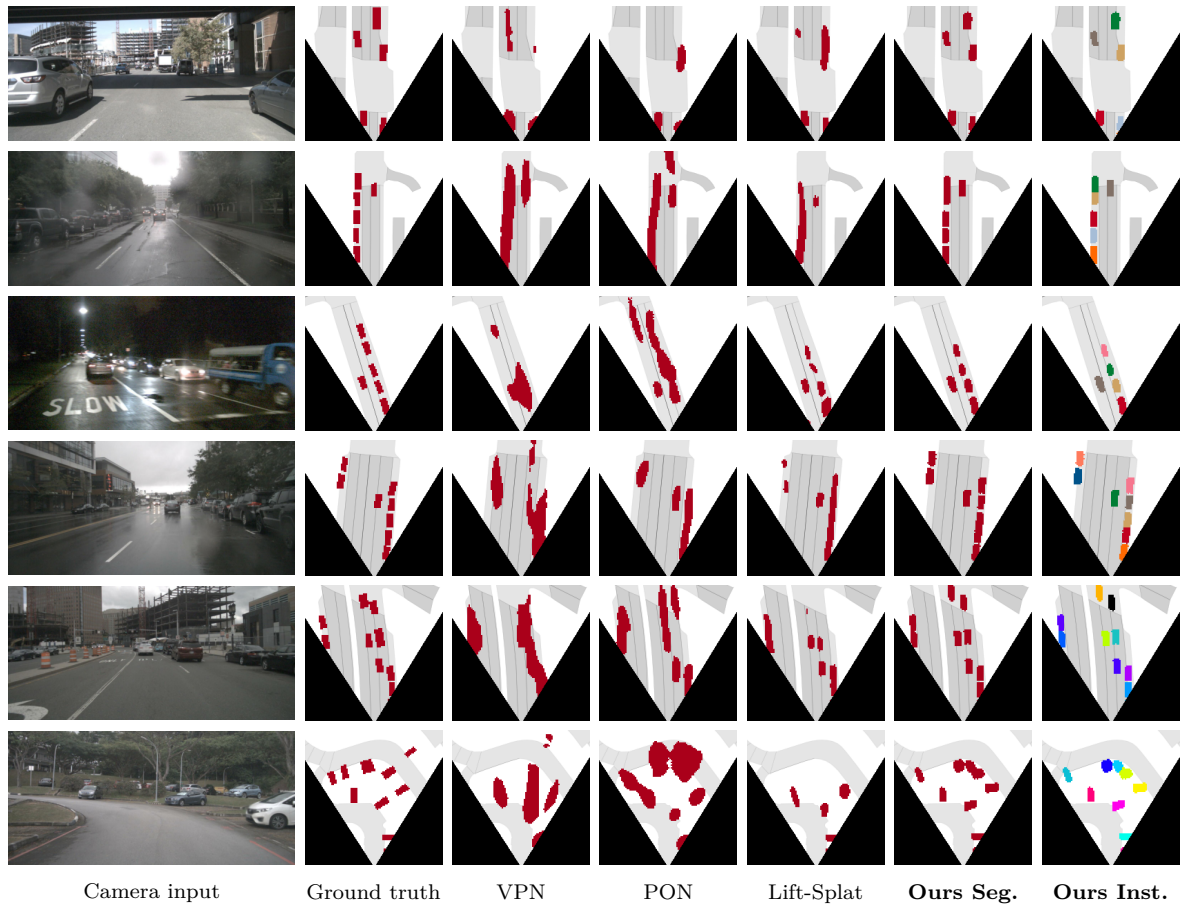 SLOW
Camera input
Ground truth
VPN
PON
Lift-Splat
Ours Seg.
Ours Inst.